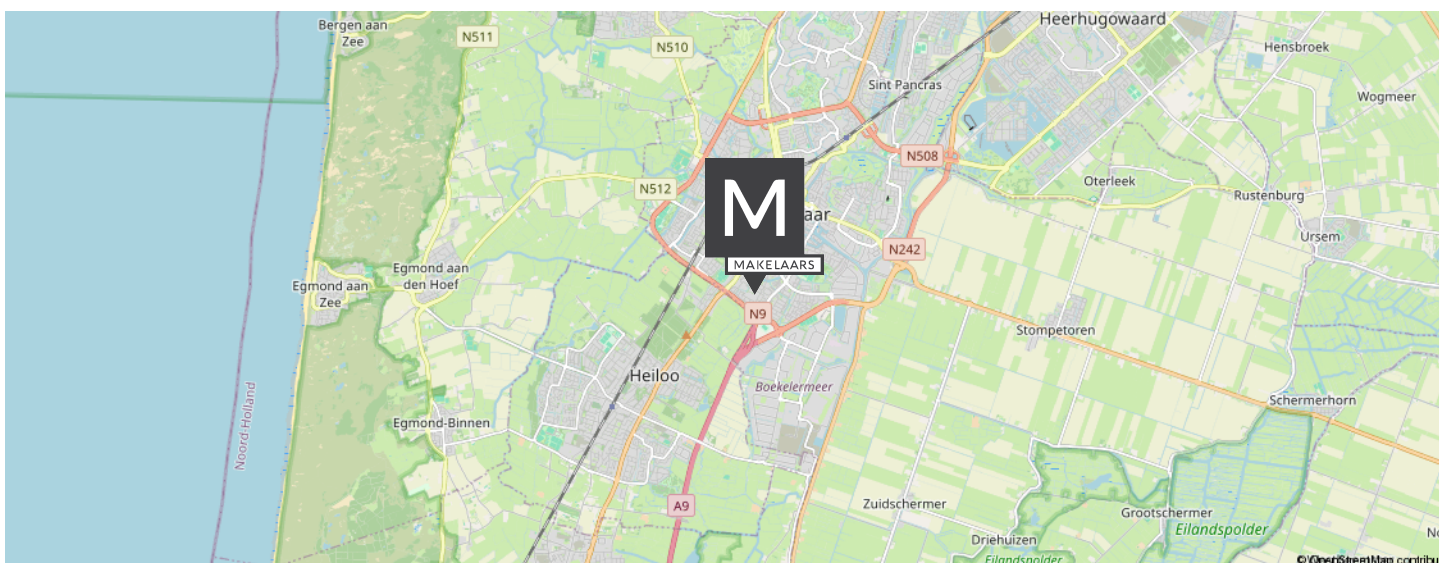 Bergen aan
Zee
N511
N510
Heerhugowaard
Hensbroek
Sint Pancras
Wogmeer
N508
N512
Oterleek
Rustenburg
M
aar
Ursem
N242
MAKELAARS
Egmond aan
den Hoef
Egmond aan
Zee
N9
Stompetoren
Heiloo
Boekelermeer
Schermerhorn
Noord-Holland
Egmond-Binnen
A9
Zuidschermer
Grootschermer
Eilandspolder
Driehuizen
Eilandspolder
© OpenStreetMap contribu